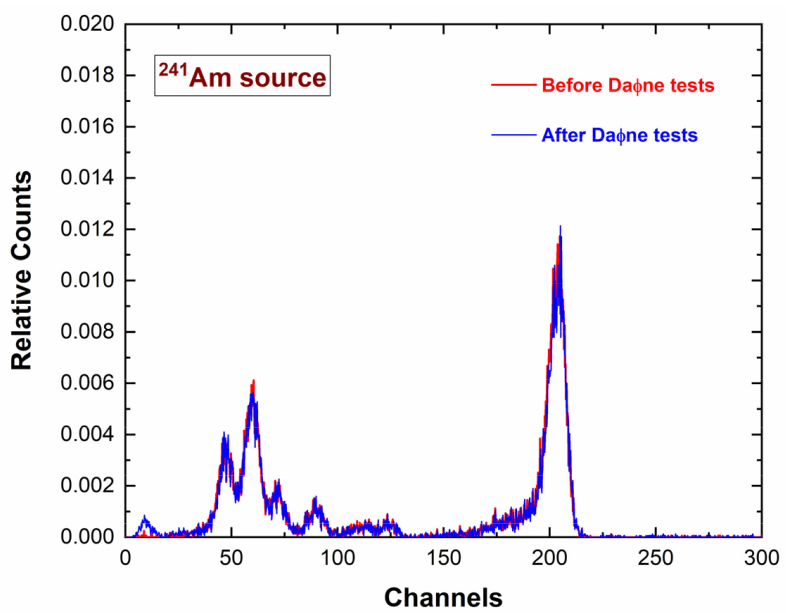 0.020
0.018
0.016
0.014
0.012
0.010
0.008
0.006
0.004
0.002
0.000
Relative Counts
²⁴¹Am source
Before Daϕne tests
After Daϕne tests
0 50 100 150 200 250 300
Channels